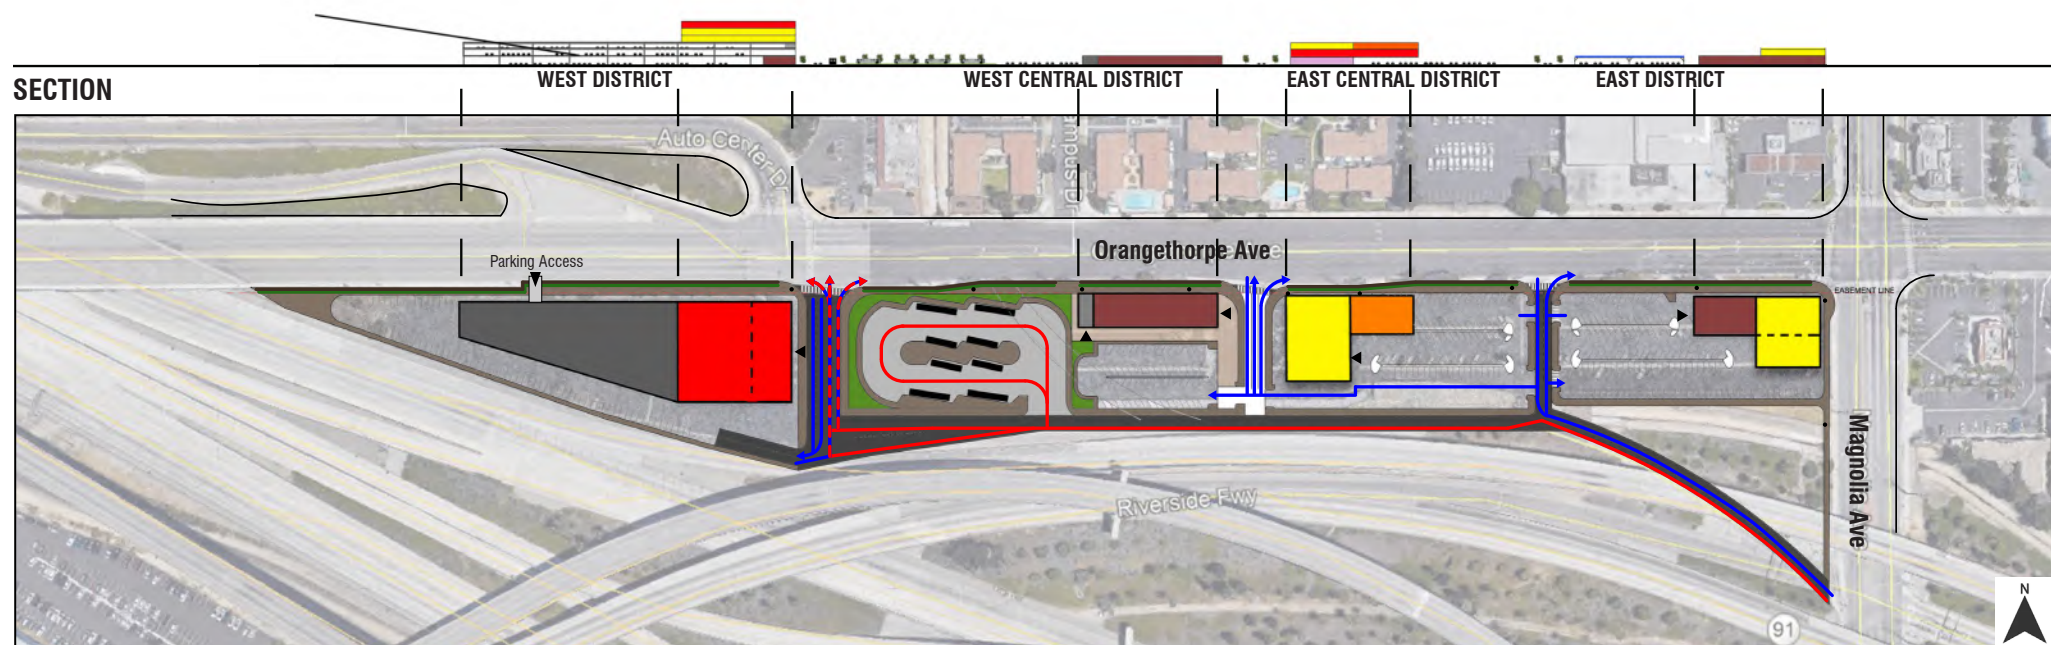 SECTION
WEST DISTRICT
WEST CENTRAL DISTRICT
EAST CENTRAL DISTRICT
EAST DISTRICT
Auto Center Dr
Orangethorpe Ave
Parking Access
EASEMENT LINE
Magnolia Ave
Riverside Fwy
91
N